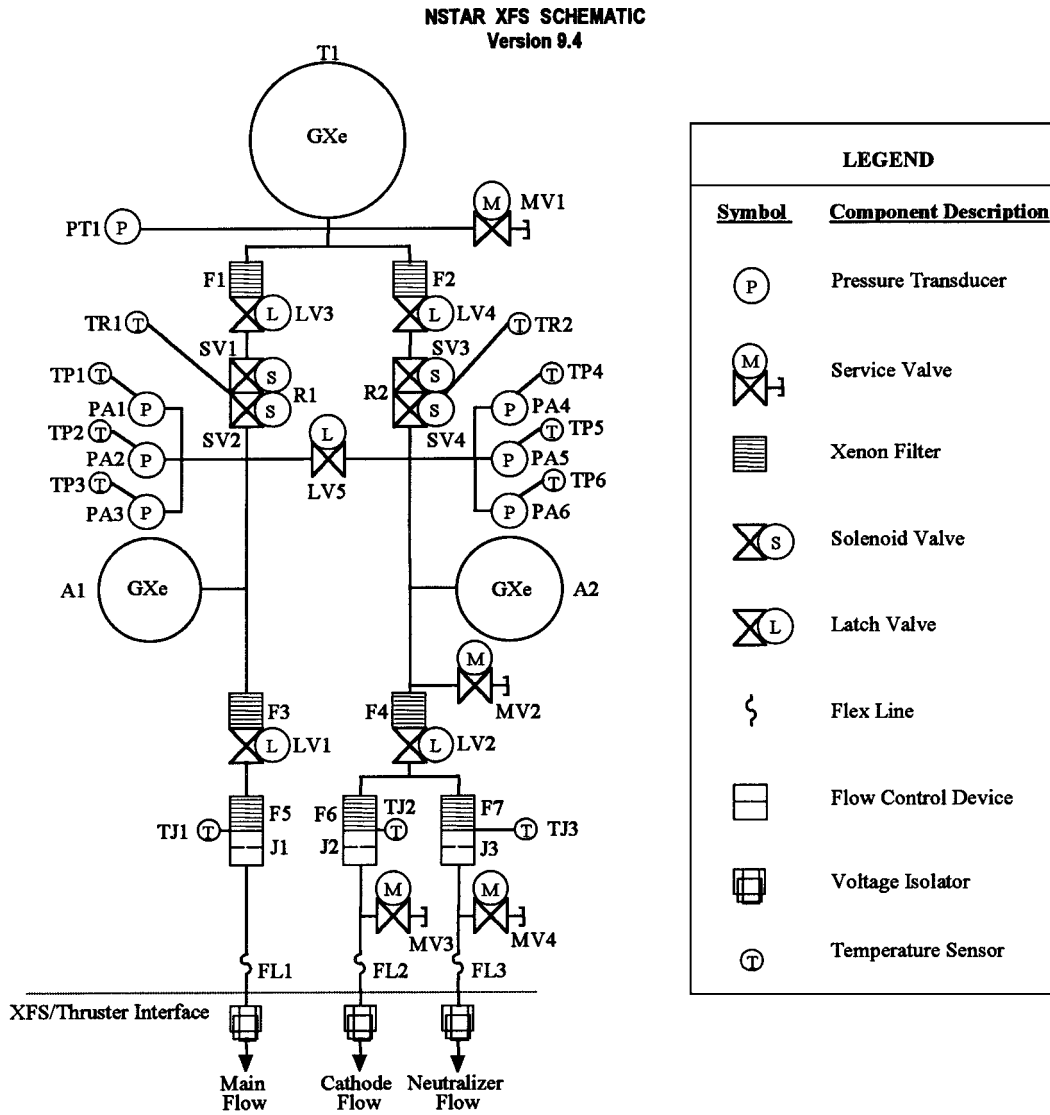 NSTAR XFS SCHEMATIC
Version 9.4
T1
GXe
PT1 P
M MV1
F1
F2
L LV3
L LV4
TR1 T
T TR2
SV1
SV3
S
S
R1
R2
S
S
SV2
SV4
TP1 T
T TP4
PA1 P
P PA4
TP2 T
T TP5
PA2 P
L
LV5
P PA5
TP3 T
T TP6
PA3 P
P PA6
A1 GXe
GXe A2
M
MV2
F3
F4
L LV1
L LV2
F5
F6
TJ2
F7
TJ1 T
T
T TJ3
J1
J2
J3
M
MV3
M
MV4
FL1
FL2
FL3
XFS/Thruster Interface
Main
Flow
Cathode
Flow
Neutralizer
Flow
LEGEND
Symbol Component Description
P Pressure Transducer
M Service Valve
Xenon Filter
S Solenoid Valve
L Latch Valve
Flex Line
Flow Control Device
Voltage Isolator
T Temperature Sensor